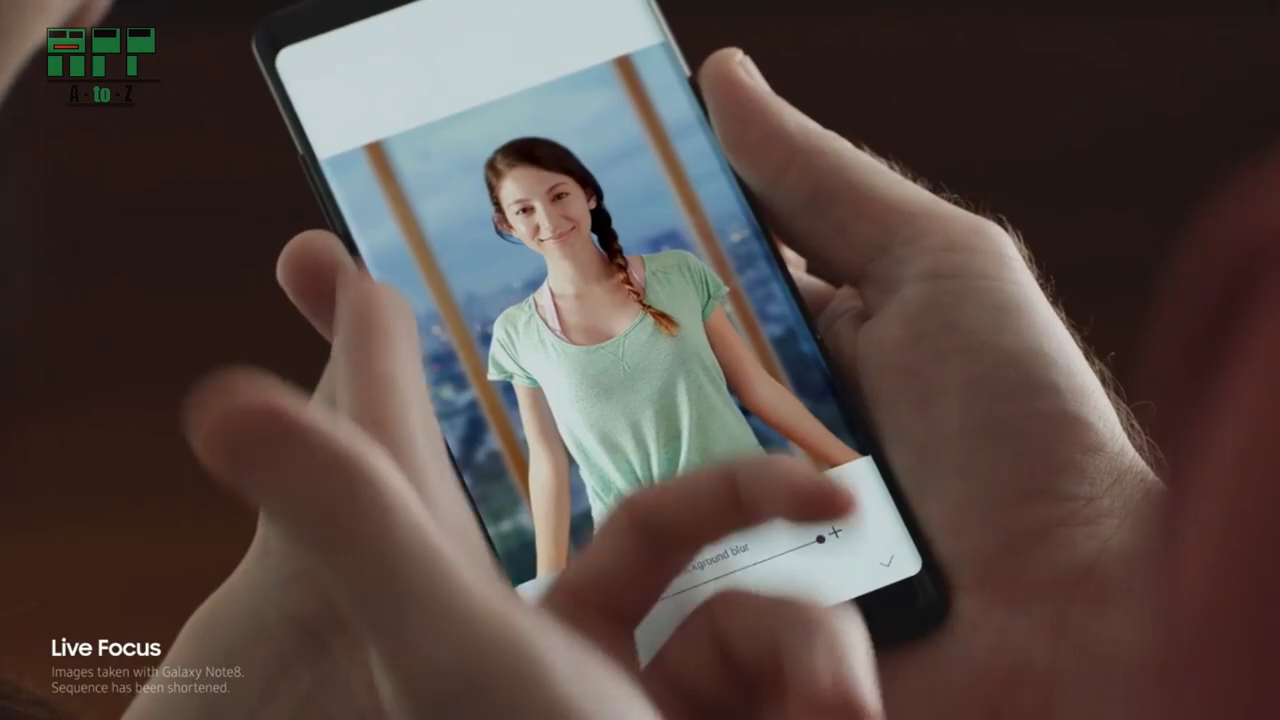 A-to-Z
ckground blur
Live Focus
Images taken with Galaxy Note8.
Sequence has been shortened.